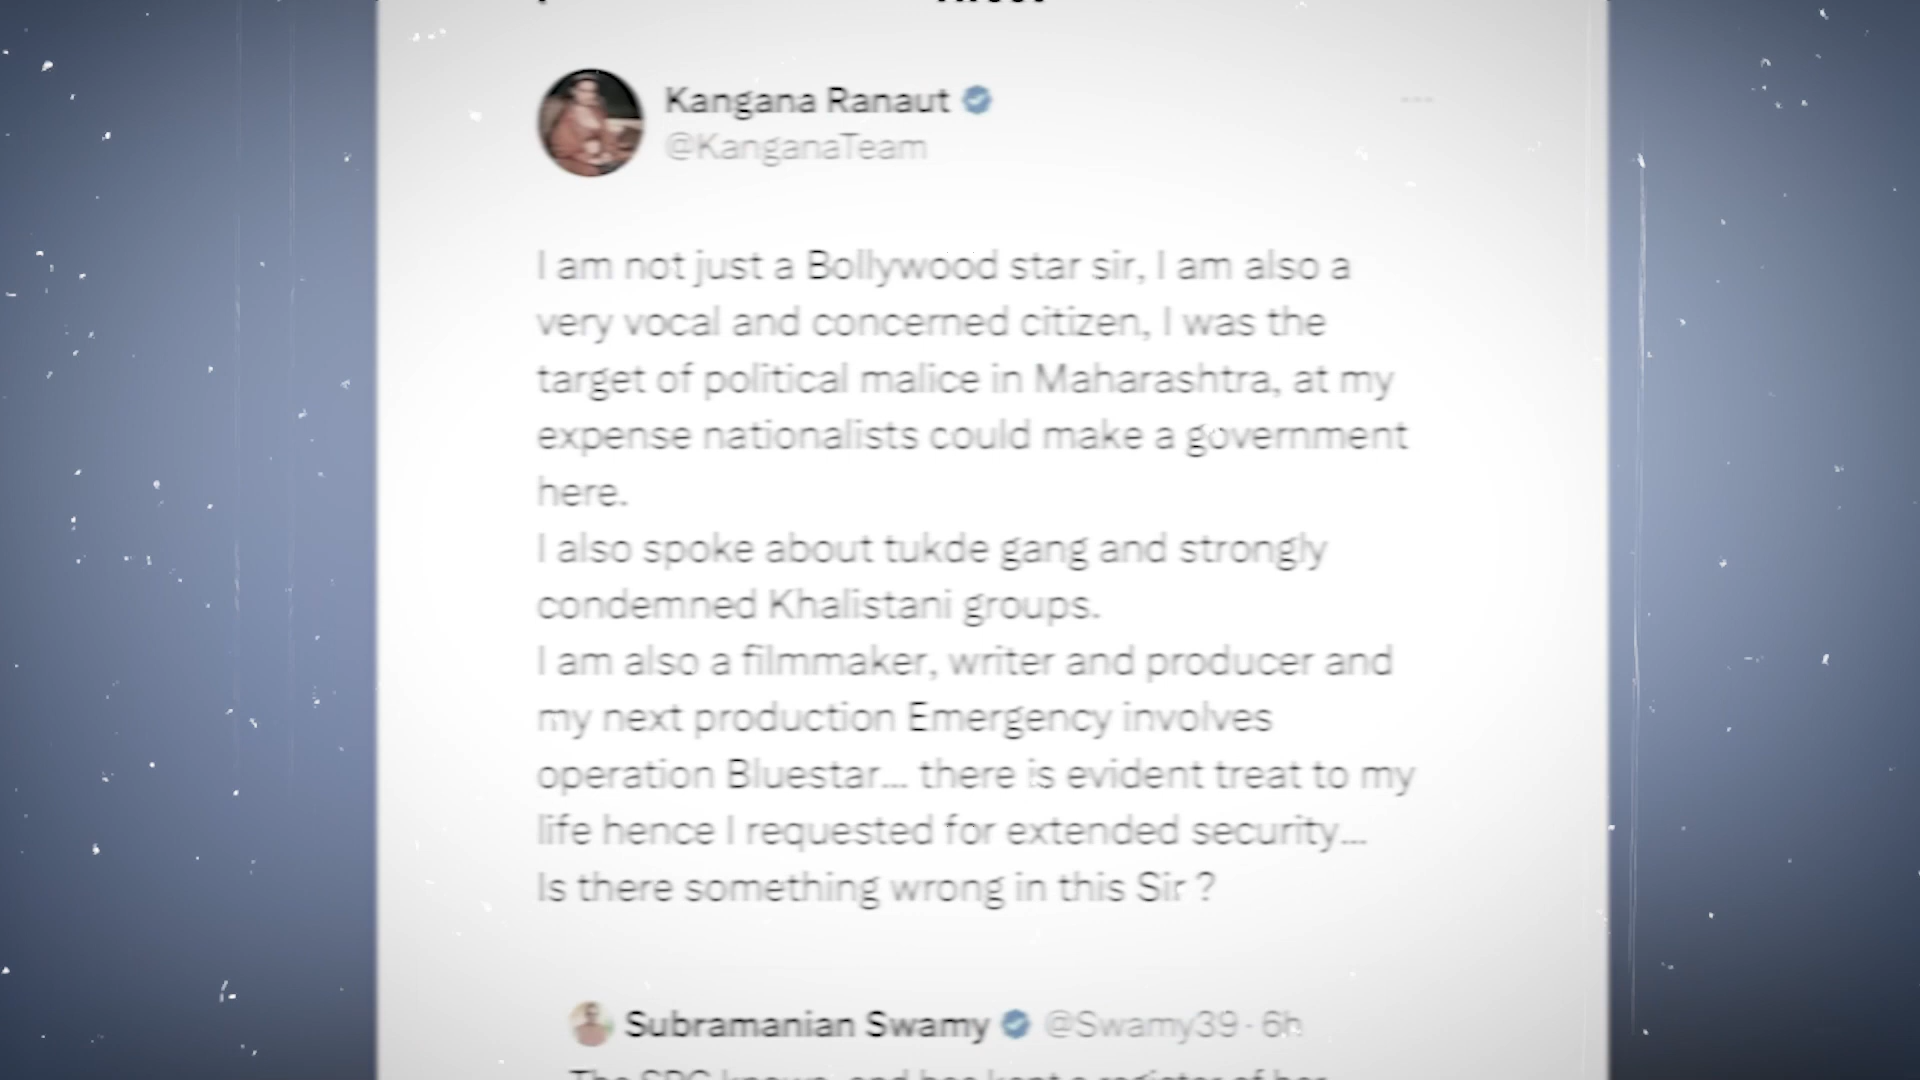 Kangana Ranaut
@KanganaTeam
I am not just a Bollywood star sir, I am also a
very vocal and concerned citizen, I was the
target of political malice in Maharashtra, at my
expense nationalists could make a government
here.
I also spoke about tukde gang and strongly
condemned Khalistani groups.
I am also a filmmaker, writer and producer and
my next production Emergency involves
operation Bluestar... there is evident treat to my
life hence I requested for extended security...
Is there something wrong in this Sir ?
Subramanian Swamy @Swamy39 · 6h